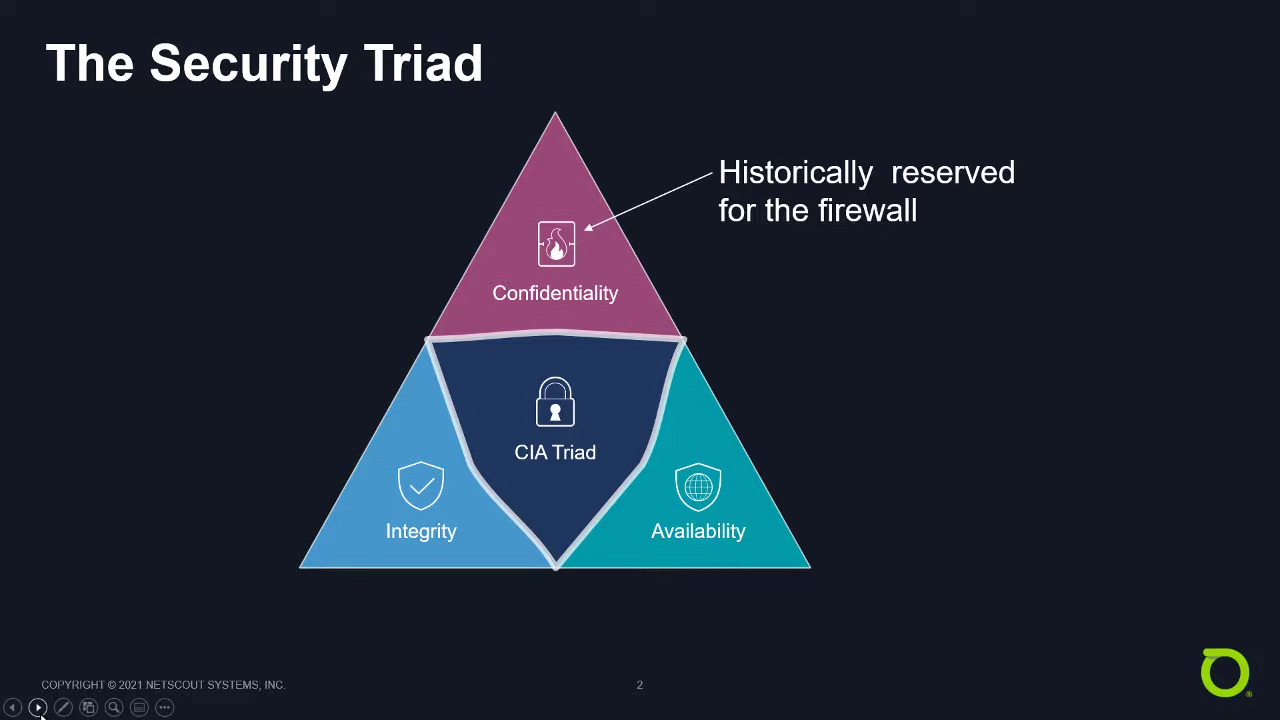 The Security Triad
Historically reserved
for the firewall
Confidentiality
CIA Triad
Integrity
Availability
COPYRIGHT © 2021 NETSCOUT SYSTEMS, INC.
2
®